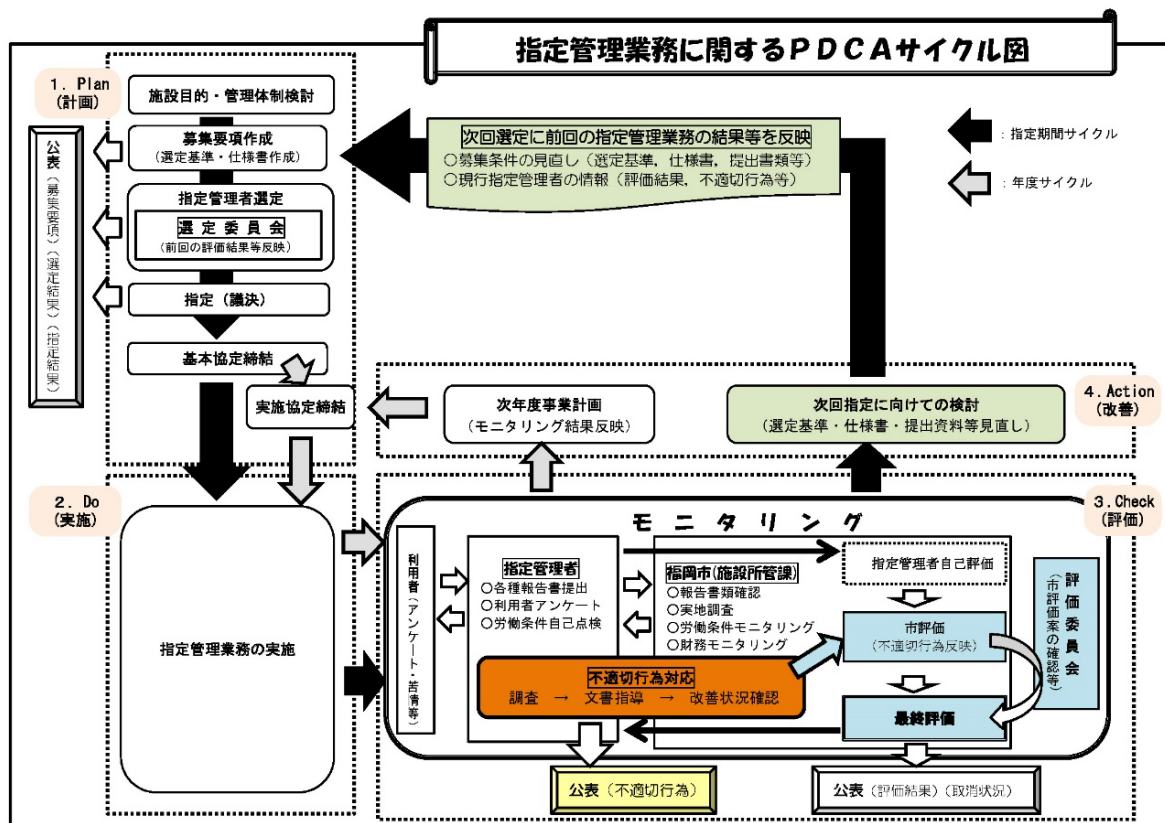 指定管理業務に関するPDCAサイクル図
：指定期間サイクル
：年度サイクル
1. Plan
(計画)
施設目的・管理体制検討
募集要項作成
(選定基準・仕様書作成)
指定管理者選定
選定委員会
(前回の評価結果等反映)
指定（議決）
基本協定締結
実施協定締結
公表（募集要項）（選定結果）（指定結果）
次回選定に前回の指定管理業務の結果等を反映
○募集条件の見直し（選定基準，仕様書，提出書類等）
○現行指定管理者の情報（評価結果，不適切行為等）
4. Action
(改善)
次年度事業計画
(モニタリング結果反映)
次回指定に向けての検討
(選定基準・仕様書・提出資料等見直し)
2. Do
(実施)
指定管理業務の実施
3. Check
(評価)
モニタリング
利用者（アンケート・苦情等）
指定管理者
○各種報告書提出
○利用者アンケート
○労働条件自己点検
福岡市(施設所管課)
○報告書類確認
○実地調査
○労働条件モニタリング
○財務モニタリング
指定管理者自己評価
市評価
(不適切行為反映)
最終評価
評価委員会
（市評価案の確認等）
不適切行為対応
調査 → 文書指導 → 改善状況確認
公表（不適切行為）
公表（評価結果）（取消状況）